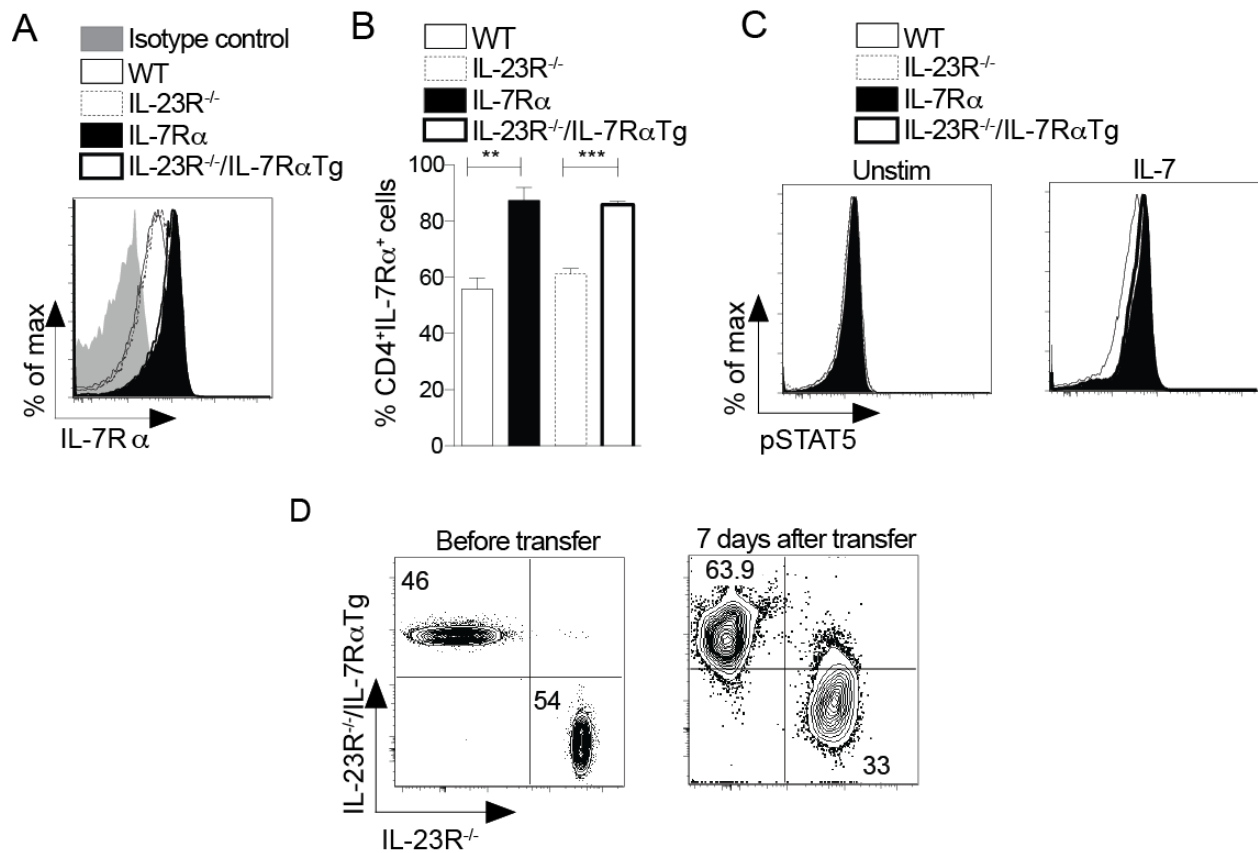 A
Isotype control
WT
IL-23R-/-
IL-7Rα
IL-23R-/-/IL-7RαTg
% of max
IL-7Rα
B
WT
IL-23R-/-
IL-7Rα
IL-23R-/-/IL-7RαTg
** ***
% CD4+IL-7Rα+ cells
100
80
60
40
20
0
C
WT
IL-23R-/-
IL-7Rα
IL-23R-/-/IL-7RαTg
Unstim IL-7
% of max
pSTAT5
D
Before transfer 7 days after transfer
46
54
63.9
33
IL-23R-/-/IL-7RαTg
IL-23R-/-